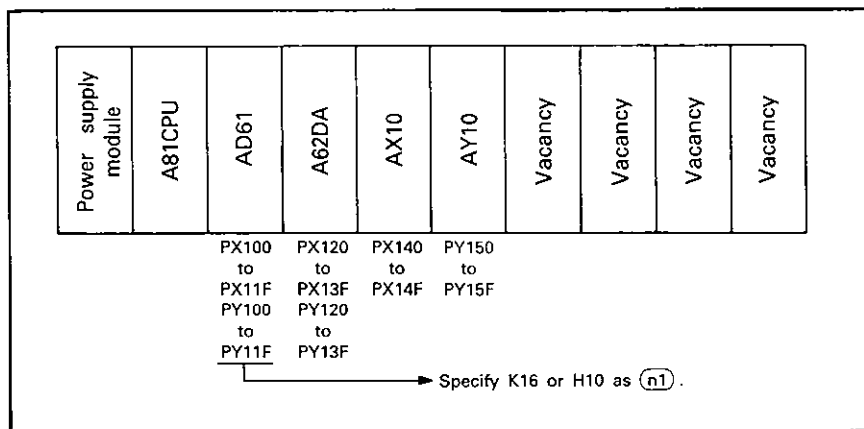 Power supply module
A81CPU
AD61
A62DA
AX10
AY10
Vacancy
Vacancy
Vacancy
Vacancy
PX100 PX120 PX140 PY150
to to to to
PX11F PX13F PX14F PY15F
PY100 PY120
to to
PY11F PY13F
Specify K16 or H10 as n1.